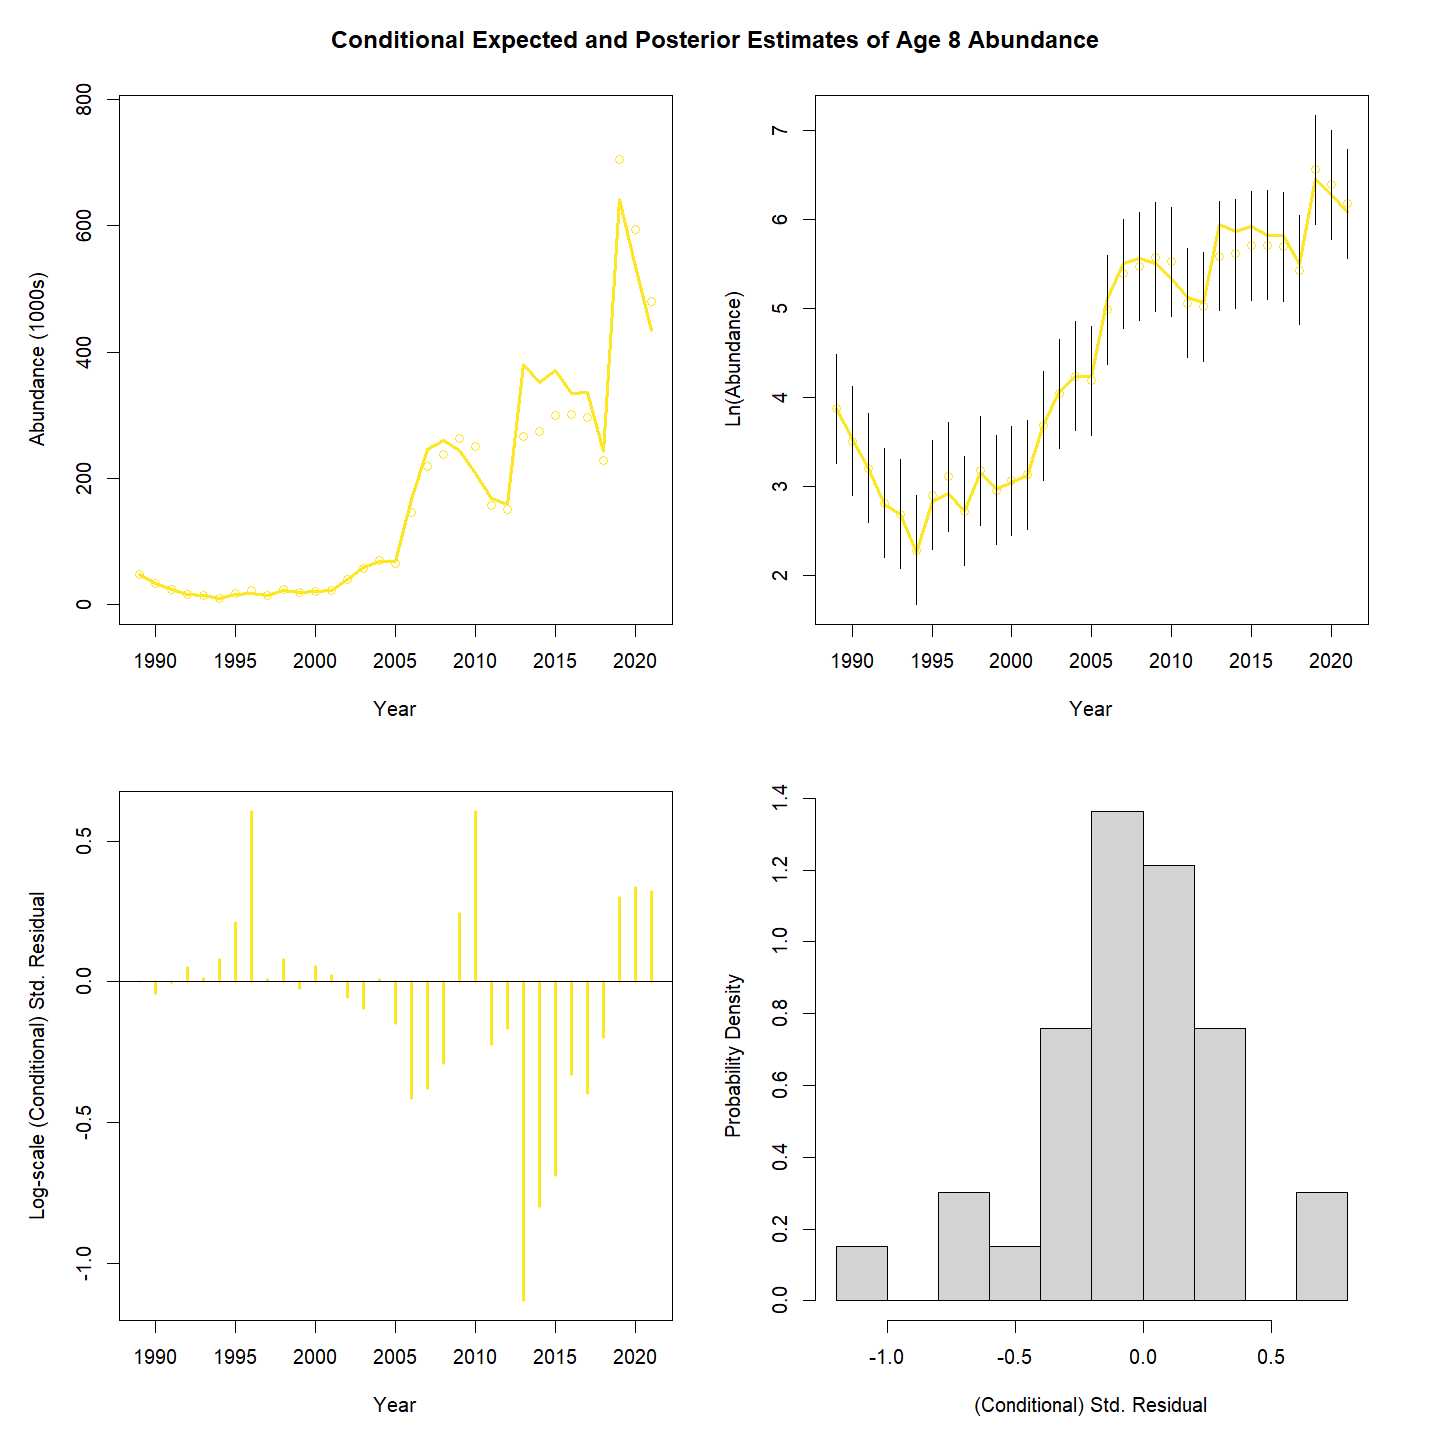 Conditional Expected and Posterior Estimates of Age 8 Abundance
Abundance (1000s)
800
600
400
200
0
1990 1995 2000 2005 2010 2015 2020
Year
Ln(Abundance)
7
6
5
4
3
2
1990 1995 2000 2005 2010 2015 2020
Year
Log-scale (Conditional) Std. Residual
0.5
0.0
-0.5
-1.0
1990 1995 2000 2005 2010 2015 2020
Year
Probability Density
1.4
1.2
1.0
0.8
0.6
0.4
0.2
0.0
-1.0 -0.5 0.0 0.5
(Conditional) Std. Residual